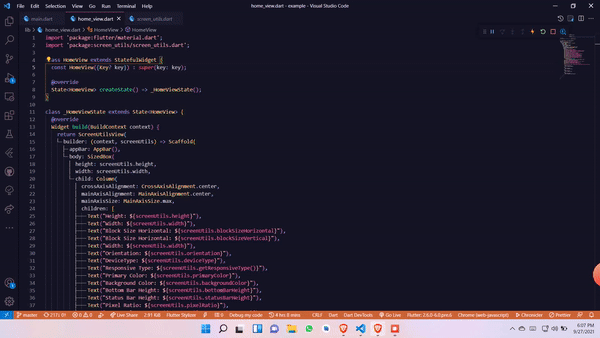 File Edit Selection View Go Run Terminal Help
home_view.dart - example - Visual Studio Code
main.dart home_view.dart screen_utils.dart
lib > home_view.dart > HomeView
1 import 'package:flutter/material.dart';
2 import 'package:screen_utils/screen_utils.dart';
3
4 ass HomeView extends StatefulWidget {
5 const HomeView({Key? key}) : super(key: key);
6
7 @override
8 State<HomeView> createState() => _HomeViewState();
9 }
10
11 class _HomeViewState extends State<HomeView> {
12 @override
13 Widget build(BuildContext context) {
14 return ScreenUtilsView(
15 builder: (context, screenUtils) => Scaffold(
16 appBar: AppBar(),
17 body: SizedBox(
18 height: screenUtils.height,
19 width: screenUtils.width,
20 child: Column(
21 crossAxisAlignment: CrossAxisAlignment.center,
22 mainAxisAlignment: MainAxisAlignment.center,
23 mainAxisSize: MainAxisSize.max,
24 children: [
25 Text("Height: ${screenUtils.height}"),
26 Text("Width: ${screenUtils.width}"),
27 Text("Block Size Horizontal: ${screenUtils.blockSizeHorizontal}"),
28 Text("Block Size Horizontal: ${screenUtils.blockSizeVertical}"),
29 Text("Width: ${screenUtils.width}"),
30 Text("Orientation: ${screenUtils.orientation}"),
31 Text("DeviceType: ${screenUtils.deviceType}"),
32 Text("Responsive Type: ${screenUtils.getResponsiveType()}"),
33 Text("Primary Color: ${screenUtils.primaryColor}"),
34 Text("Background Color: ${screenUtils.backgroundColor}"),
35 Text("Bottom Bar Height: ${screenUtils.bottomBarHeight}"),
36 Text("Status Bar Height: ${screenUtils.statusBarHeight}"),
37 Text("Pixel Ratio: ${screenUtils.pixelRatio}"),
master 0 0 Live Share 2.91 KiB Flutter Stylizer Debug my code 4 hrs 8 mins CRLF Dart Dart DevTools Go Live Chrome (web-javascript) Chromicler Prettier
6:07 PM
9/27/2021